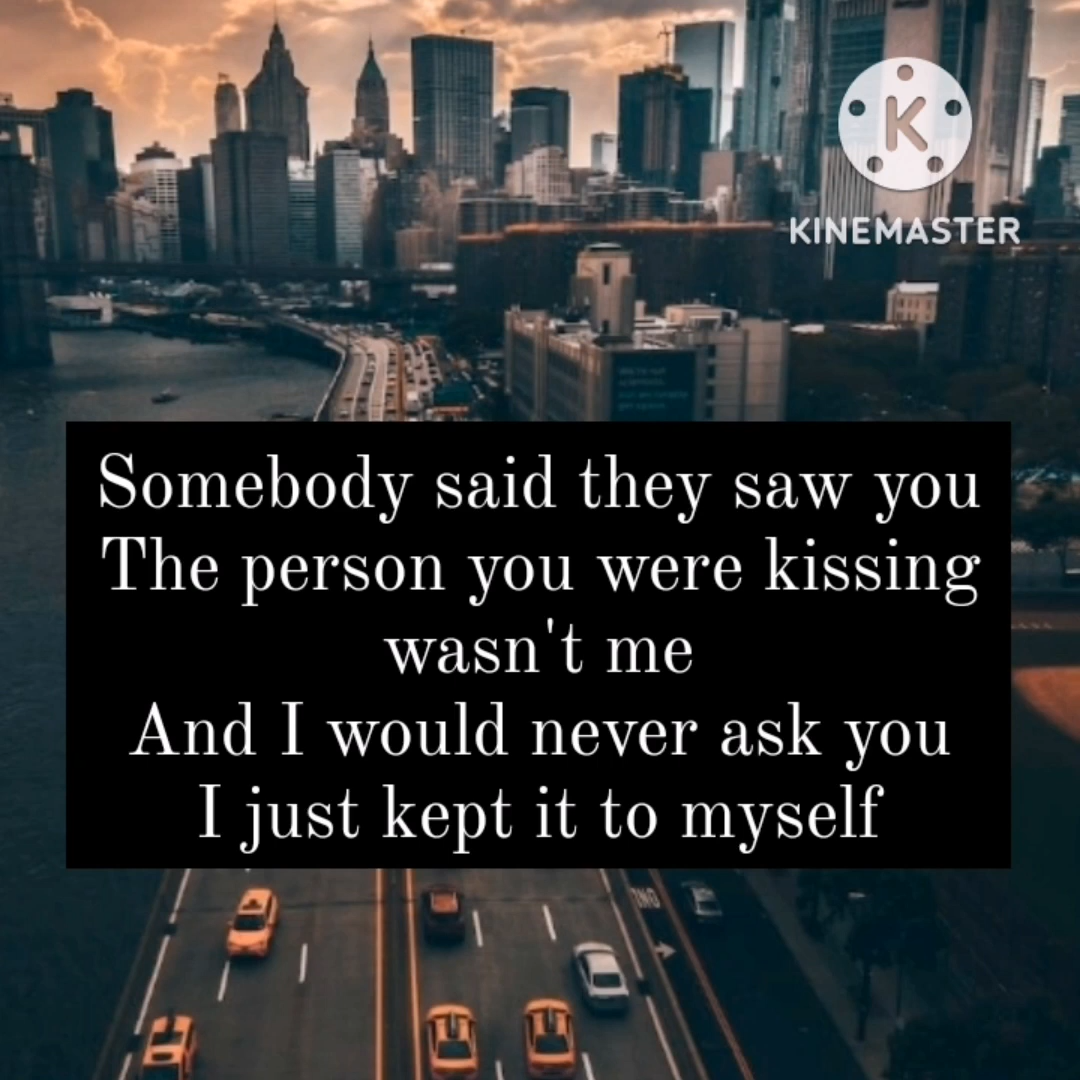 K
KINEMASTER
Somebody said they saw you
The person you were kissing
wasn't me
And I would never ask you
I just kept it to myself